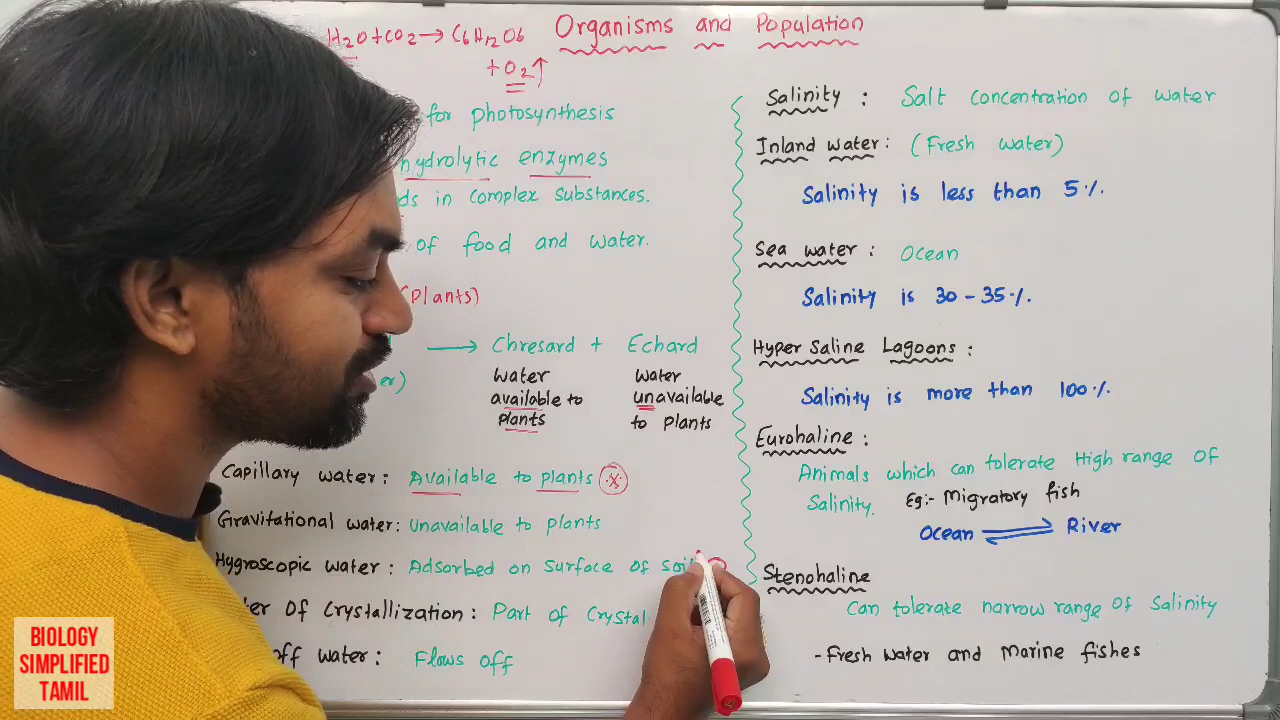 H2O+CO2→C6H12O6
+O2↑
Organisms and Population
for photosynthesis
hydrolytic enzymes
in complex substances.
of food and water.
(Plants)
→ Chresard + Echard
Water available to plants
Water unavailable to plants
Capillary water: Available to plants
Gravitational water: Unavailable to plants
Hygroscopic water: Adsorbed on Surface of
Of Crystallization: Part of Crystal
off water: Flows off
Salinity : Salt concentration of water
Inland water: (Fresh water)
Salinity is less than 5%.
Sea water: Ocean
Salinity is 30-35%.
Hyper Saline Lagoons:
Salinity is more than 100%.
Eurohaline:
Animals which can tolerate High range of
Salinity. Eg:- Migratory fish
Ocean ⇌ River
Stenohaline
Can tolerate narrow range Of Salinity
-Fresh water and Marine fishes
BIOLOGY
SIMPLIFIED
TAMIL